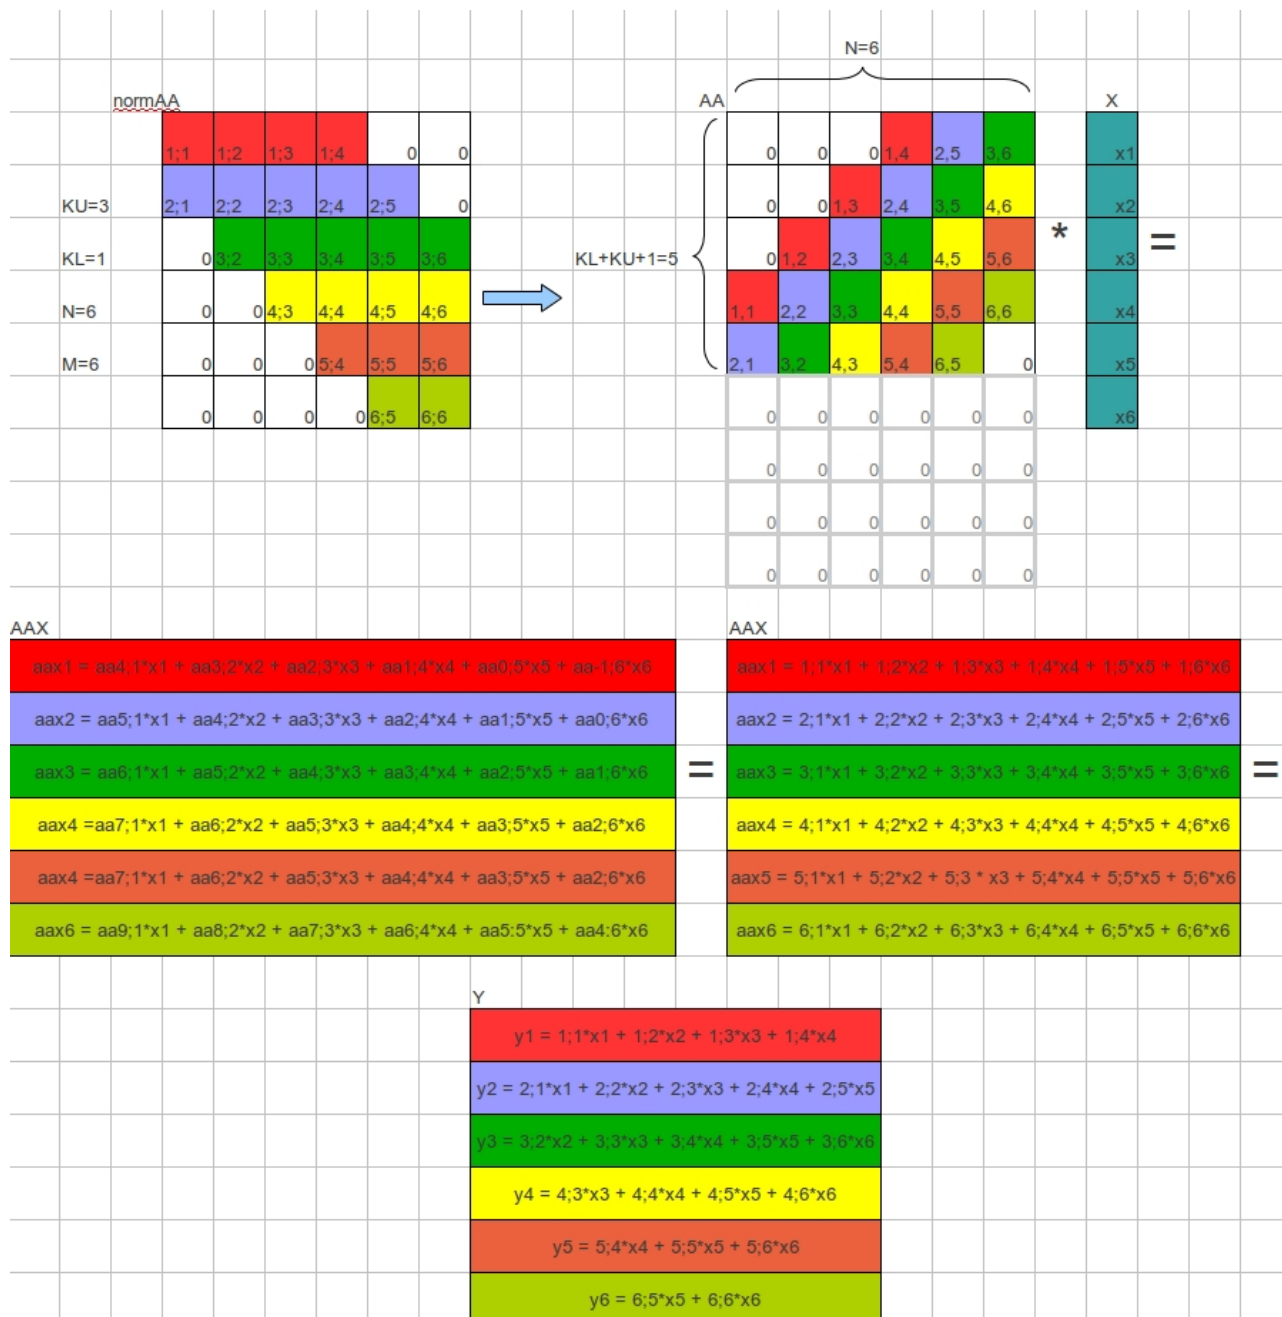 N=6
normAA AA X
1;1 1;2 1;3 1;4 0 0 0 0 0 1,4 2,5 3,6 x1
KU=3 2;1 2;2 2;3 2;4 2;5 0 0 0 1,3 2,4 3,5 4,6 x2
KL=1 0 3;2 3;3 3;4 3;5 3;6 KL+KU+1=5 0 1,2 2,3 3,4 4,5 5,6 * x3 =
N=6 0 0 4;3 4;4 4;5 4;6 1,1 2,2 3,3 4,4 5,5 6,6 x4
M=6 0 0 0 5;4 5;5 5;6 2,1 3,2 4,3 5,4 6,5 0 x5
0 0 0 0 6;5 6;6 0 0 0 0 0 0 x6
0 0 0 0 0 0
0 0 0 0 0 0
0 0 0 0 0 0
AAX AAX
aax1 = aa4;1*x1 + aa3;2*x2 + aa2;3*x3 + aa1;4*x4 + aa0;5*x5 + aa-1;6*x6 aax1 = 1;1*x1 + 1;2*x2 + 1;3*x3 + 1;4*x4 + 1;5*x5 + 1;6*x6
aax2 = aa5;1*x1 + aa4;2*x2 + aa3;3*x3 + aa2;4*x4 + aa1;5*x5 + aa0;6*x6 aax2 = 2;1*x1 + 2;2*x2 + 2;3*x3 + 2;4*x4 + 2;5*x5 + 2;6*x6
aax3 = aa6;1*x1 + aa5;2*x2 + aa4;3*x3 + aa3;4*x4 + aa2;5*x5 + aa1;6*x6 = aax3 = 3;1*x1 + 3;2*x2 + 3;3*x3 + 3;4*x4 + 3;5*x5 + 3;6*x6 =
aax4 =aa7;1*x1 + aa6;2*x2 + aa5;3*x3 + aa4;4*x4 + aa3;5*x5 + aa2;6*x6 aax4 = 4;1*x1 + 4;2*x2 + 4;3*x3 + 4;4*x4 + 4;5*x5 + 4;6*x6
aax4 =aa7;1*x1 + aa6;2*x2 + aa5;3*x3 + aa4;4*x4 + aa3;5*x5 + aa2;6*x6 aax5 = 5;1*x1 + 5;2*x2 + 5;3 * x3 + 5;4*x4 + 5;5*x5 + 5;6*x6
aax6 = aa9;1*x1 + aa8;2*x2 + aa7;3*x3 + aa6;4*x4 + aa5:5*x5 + aa4:6*x6 aax6 = 6;1*x1 + 6;2*x2 + 6;3*x3 + 6;4*x4 + 6;5*x5 + 6;6*x6
Y
y1 = 1;1*x1 + 1;2*x2 + 1;3*x3 + 1;4*x4
y2 = 2;1*x1 + 2;2*x2 + 2;3*x3 + 2;4*x4 + 2;5*x5
y3 = 3;2*x2 + 3;3*x3 + 3;4*x4 + 3;5*x5 + 3;6*x6
y4 = 4;3*x3 + 4;4*x4 + 4;5*x5 + 4;6*x6
y5 = 5;4*x4 + 5;5*x5 + 5;6*x6
y6 = 6;5*x5 + 6;6*x6